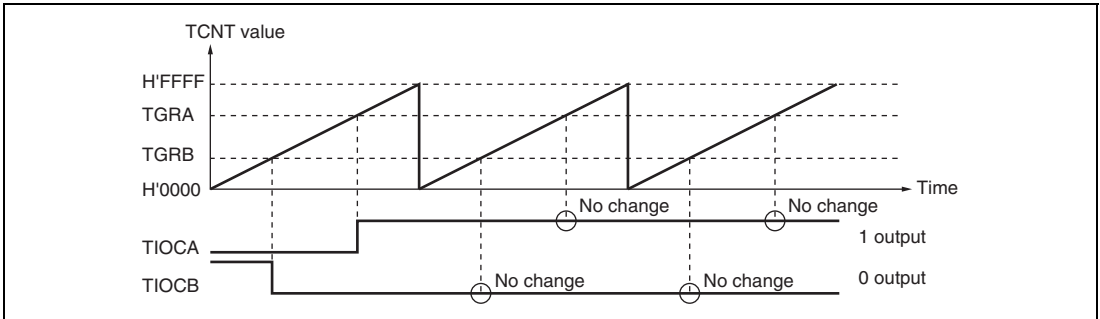 TCNT value
H'FFFF
TGRA
TGRB
H'0000
Time
No change
No change
1 output
TIOCA
No change
No change
0 output
TIOCB